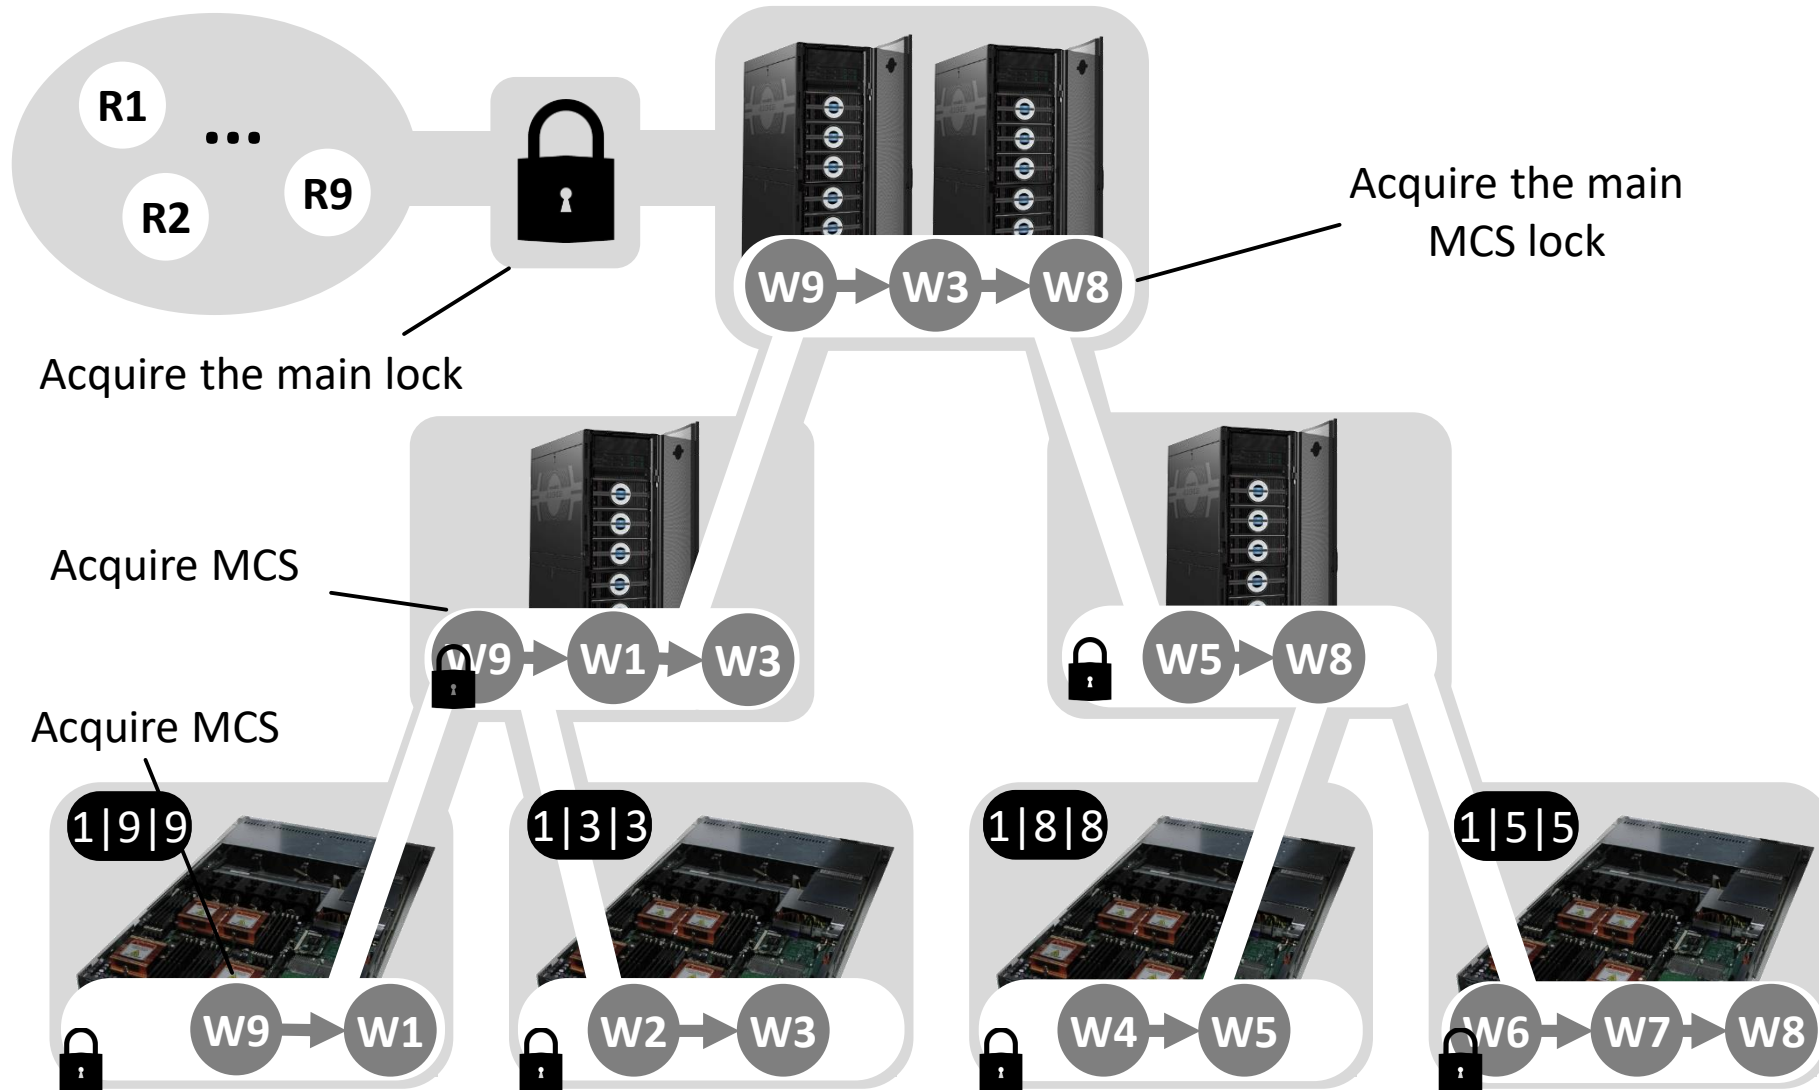 R1
...
R2
R9
Acquire the main
MCS lock
W9
W3
W8
Acquire the main lock
Acquire MCS
W9
W1
W3
W5
W8
Acquire MCS
1|9|9
1|3|3
1|8|8
1|5|5
W9
W1
W2
W3
W4
W5
W6
W7
W8